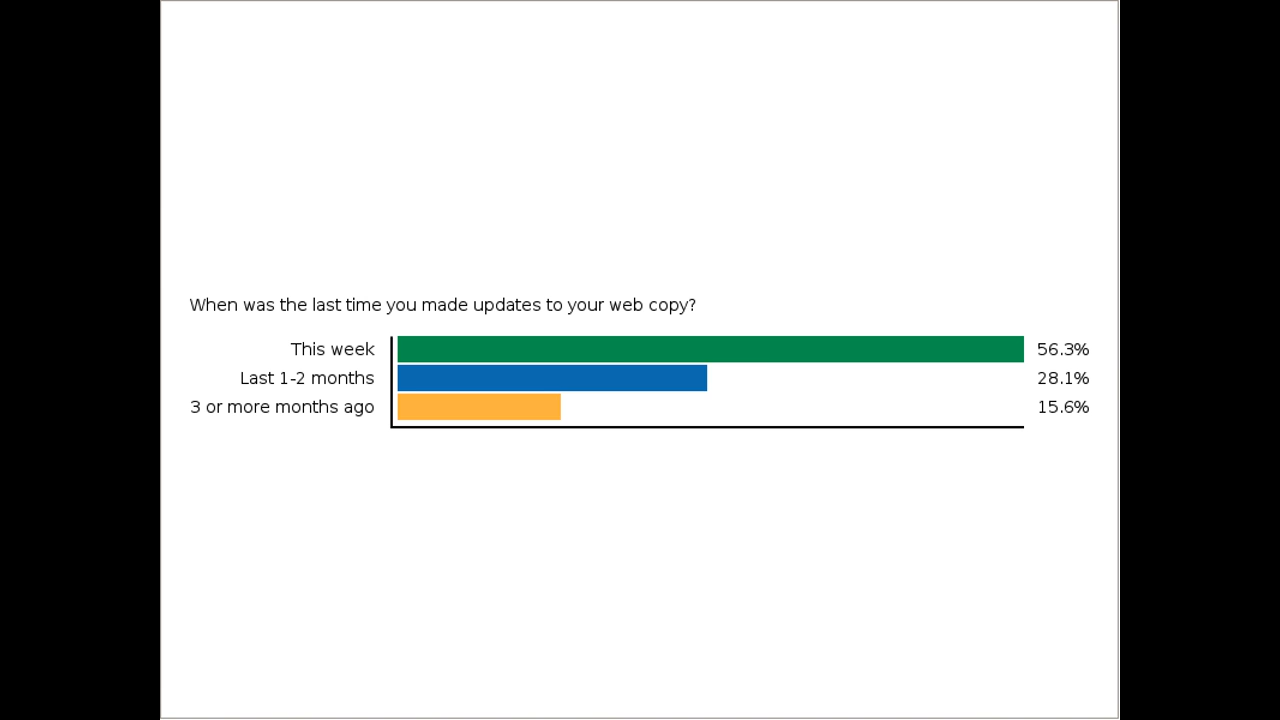 When was the last time you made updates to your web copy?
This week 56.3%
Last 1-2 months 28.1%
3 or more months ago 15.6%